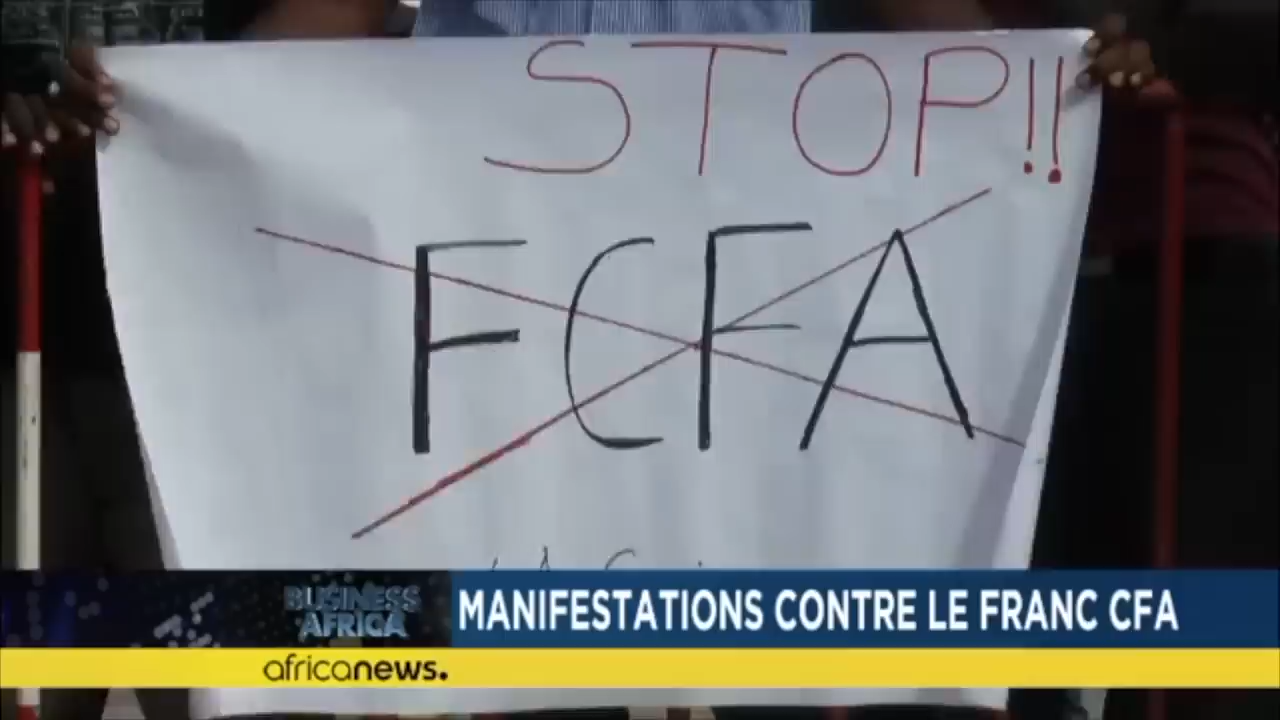 STOP!!
FCFA
BUSINESS
AFRICA
MANIFESTATIONS CONTRE LE FRANC CFA
africanews.